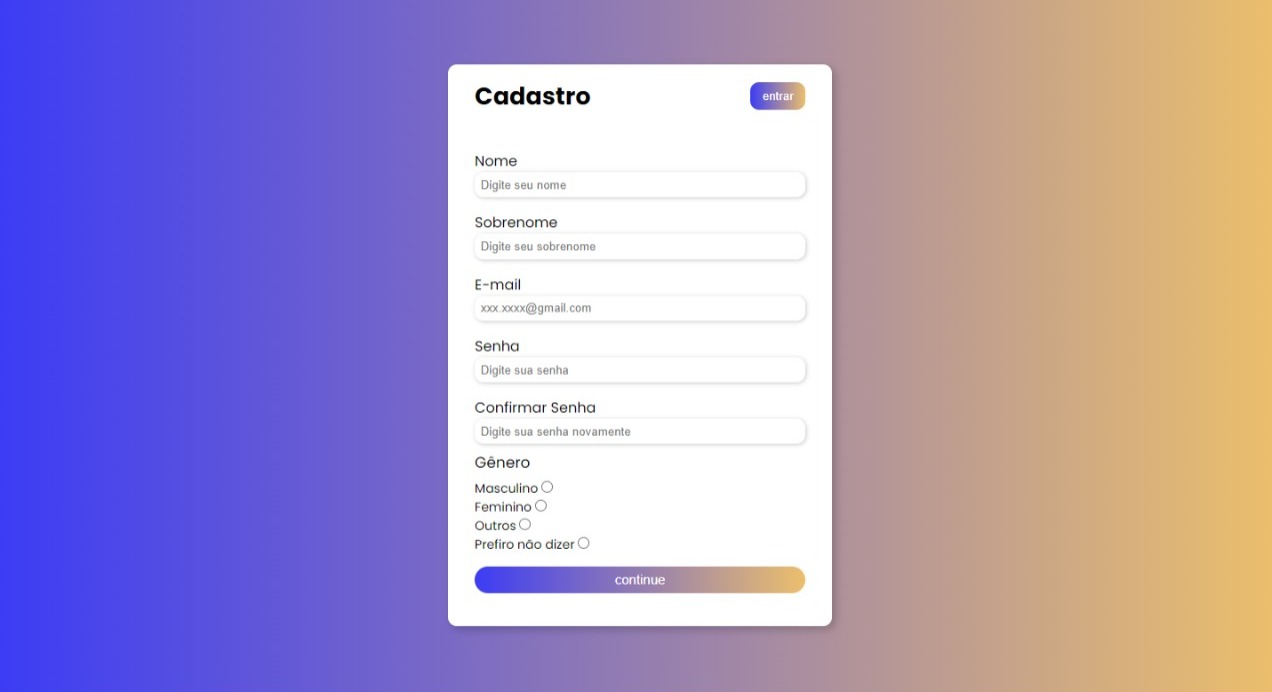 Cadastro
entrar
Nome
Digite seu nome
Sobrenome
Digite seu sobrenome
E-mail
xxx.xxxx@gmail.com
Senha
Digite sua senha
Confirmar Senha
Digite sua senha novamente
Gênero
Masculino
Feminino
Outros
Prefiro não dizer
continue